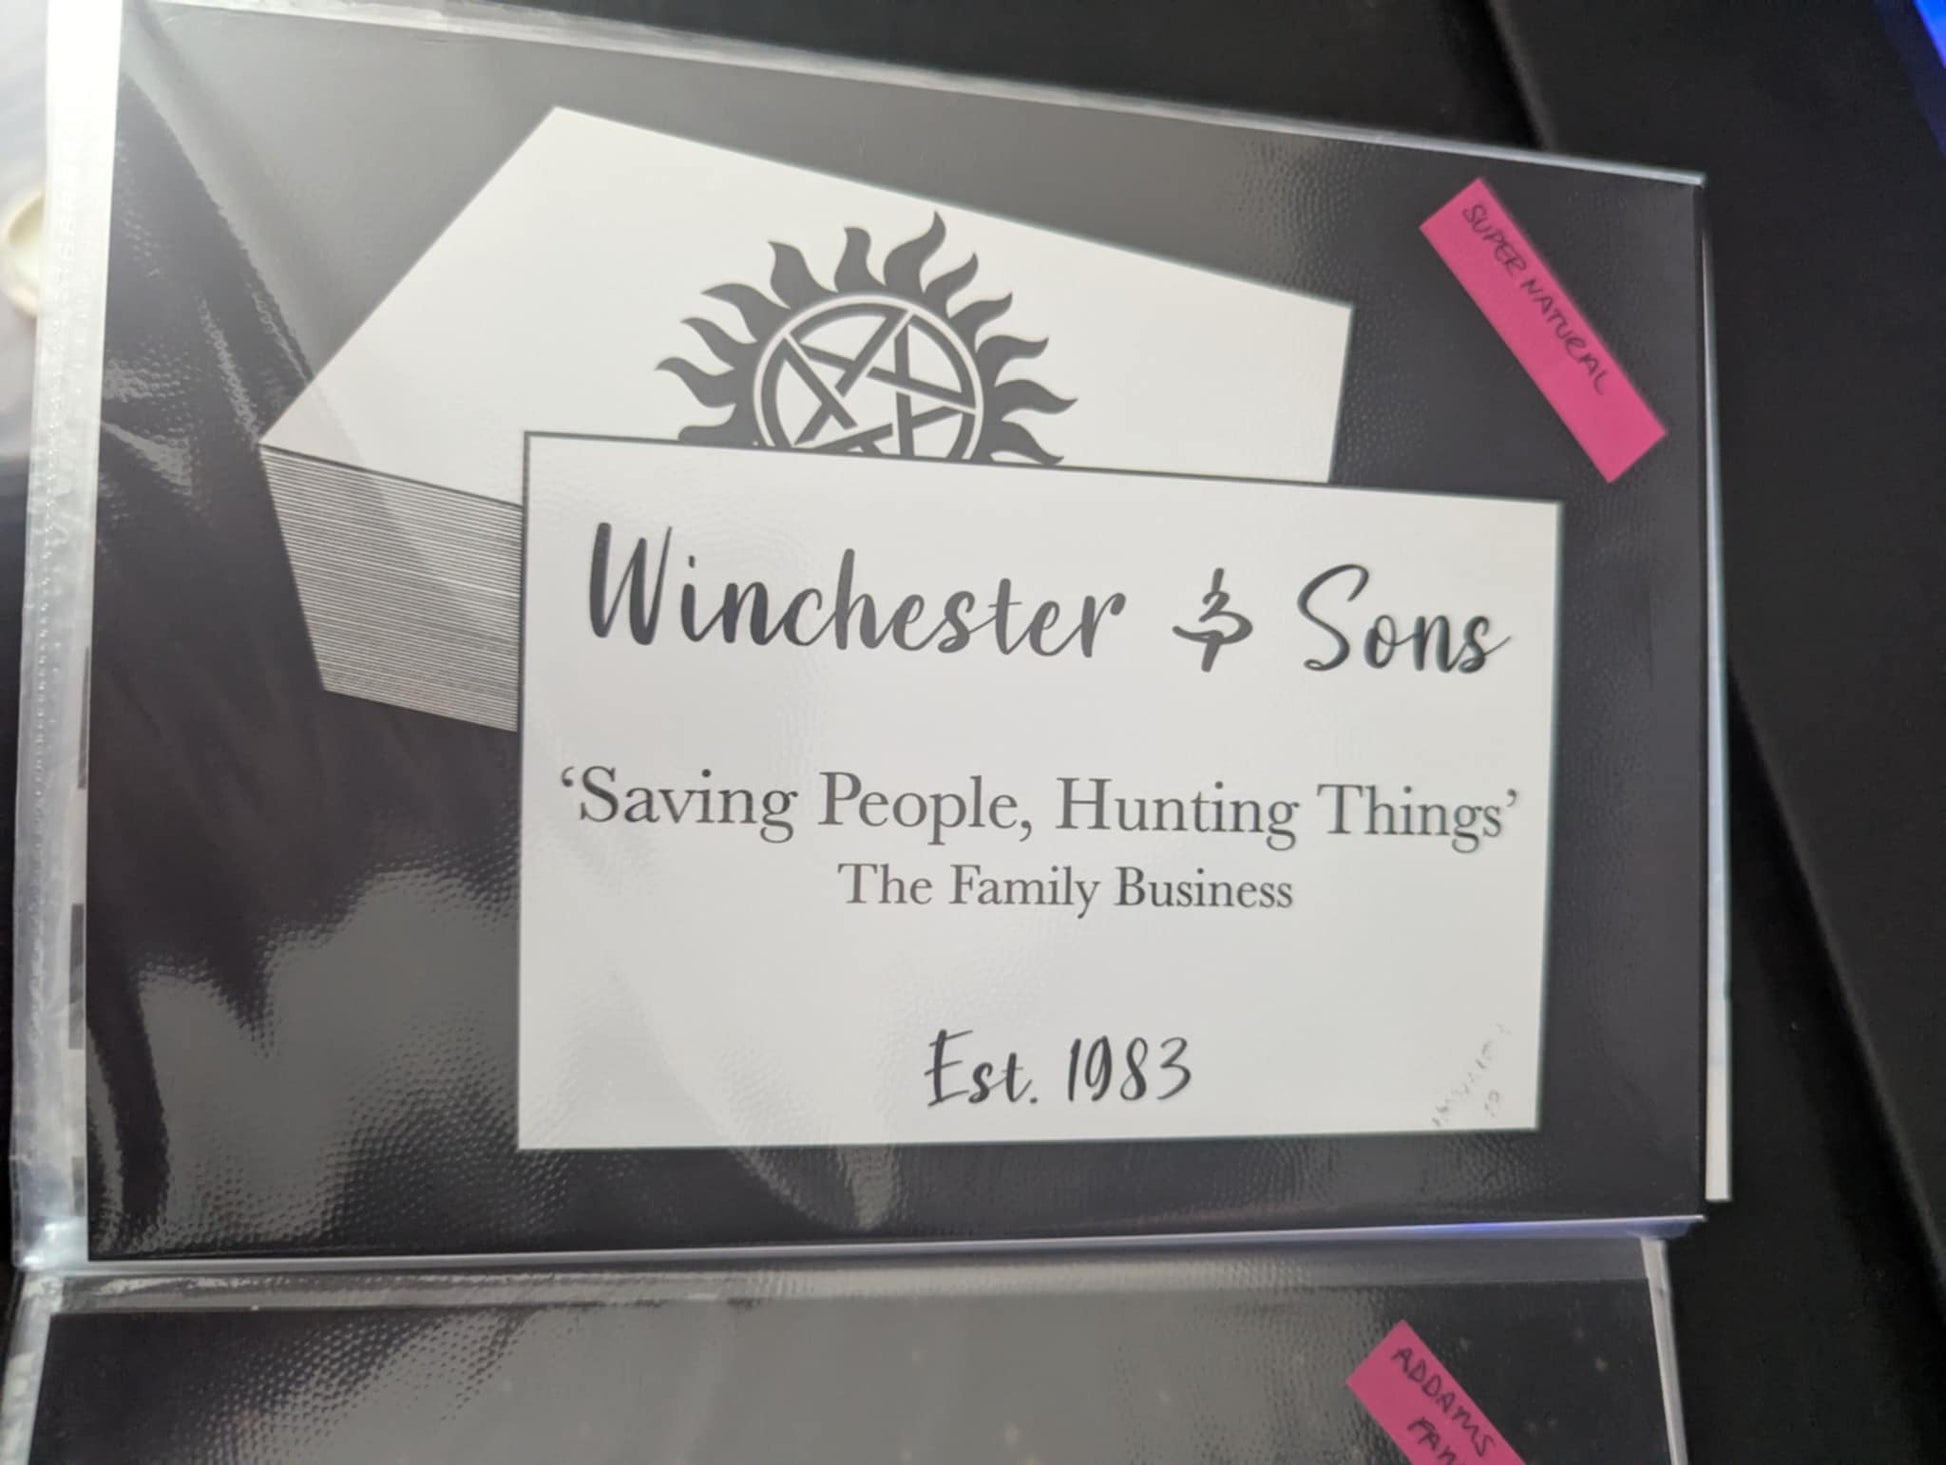 SUPER NATURAL
Winchester & Sons
‘Saving People, Hunting Things’
The Family Business
Est. 1983
ADDAMS